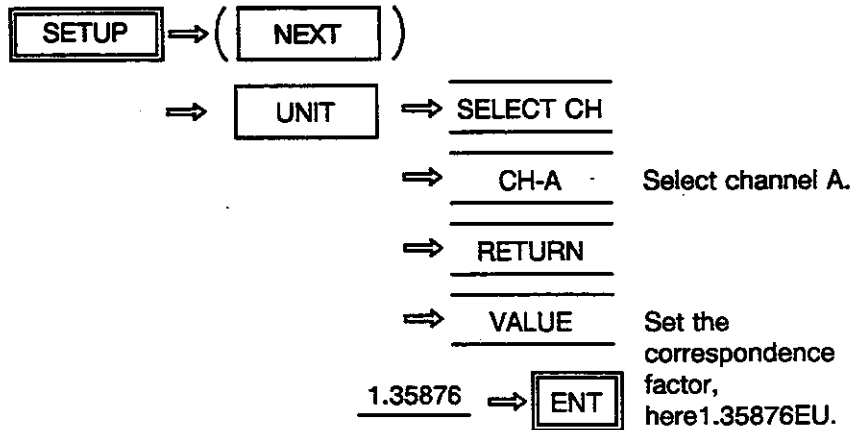 SETUP ⇒ ( NEXT )
⇒ UNIT ⇒ SELECT CH
⇒ CH-A Select channel A.
⇒ RETURN
⇒ VALUE Set the
correspondence
factor,
1.35876 ⇒ ENT here1.35876EU.